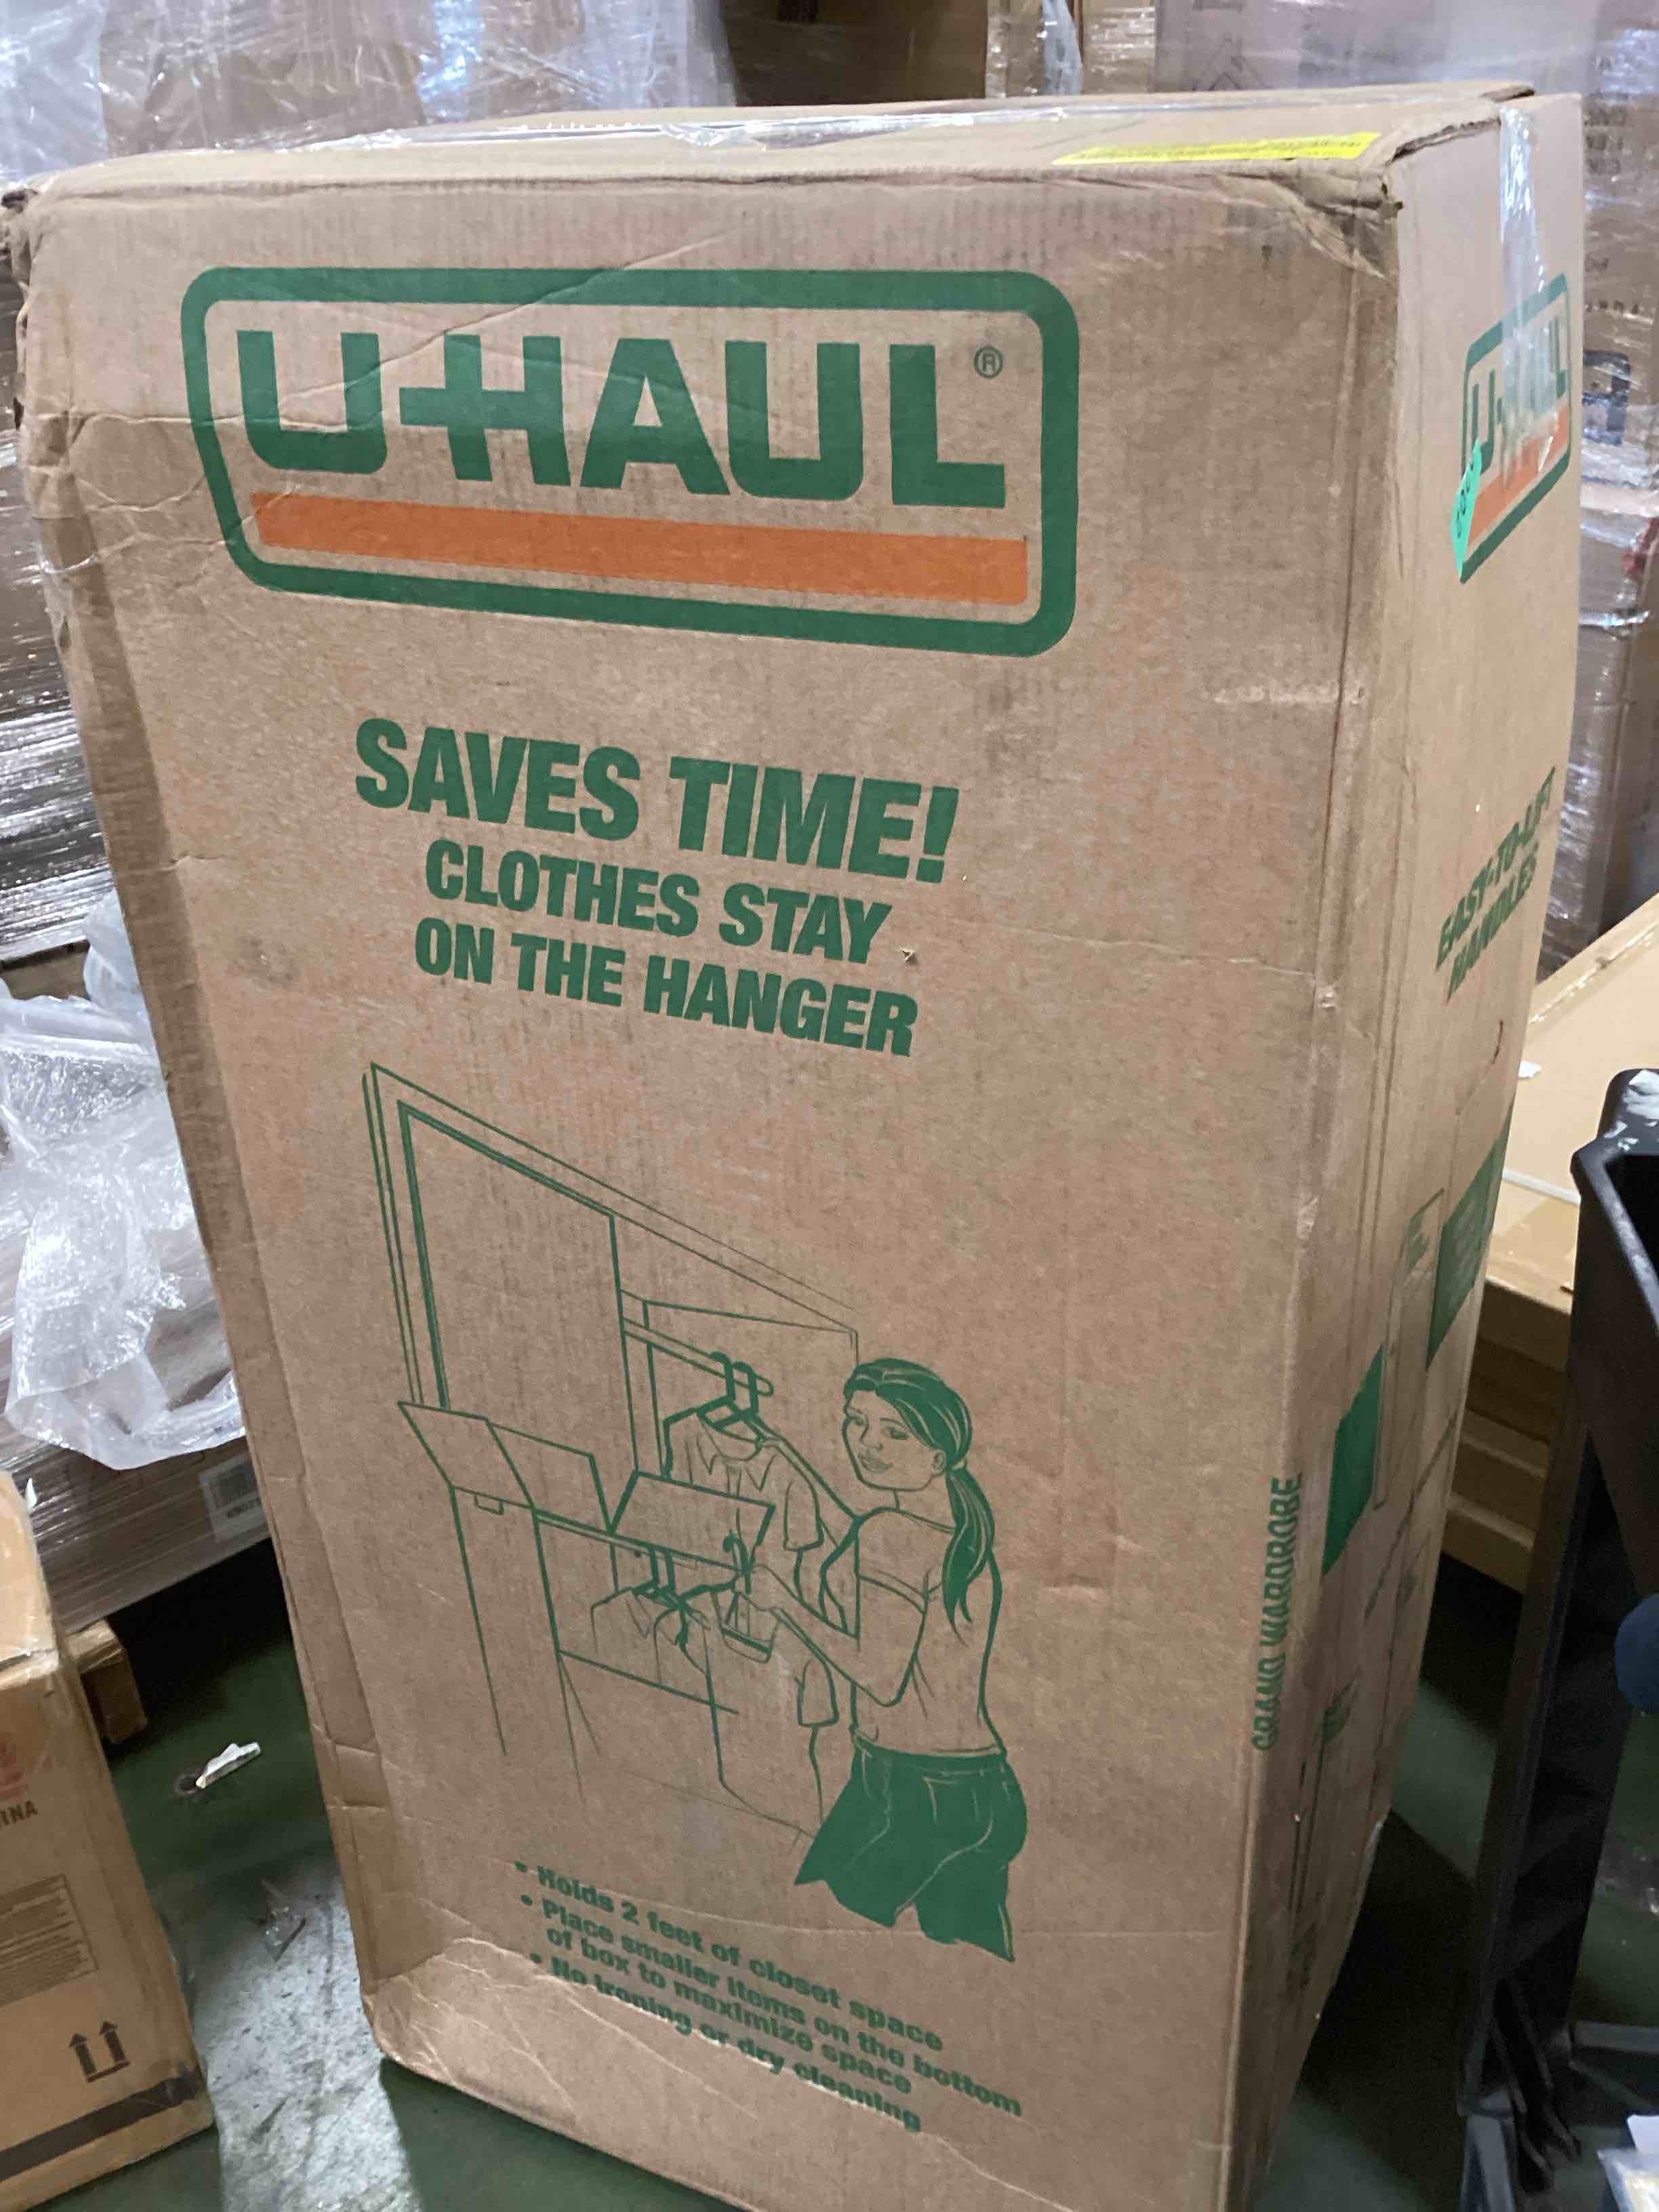 U-HAUL®
SAVES TIME!
CLOTHES STAY
ON THE HANGER
• Holds 2 feet of closet space
• Place smaller items on the bottom
of box to maximize space
• No ironing or dry cleaning
GRAND WARDROBE
U-HAUL
EASY-TO-LIFT
HANDLES